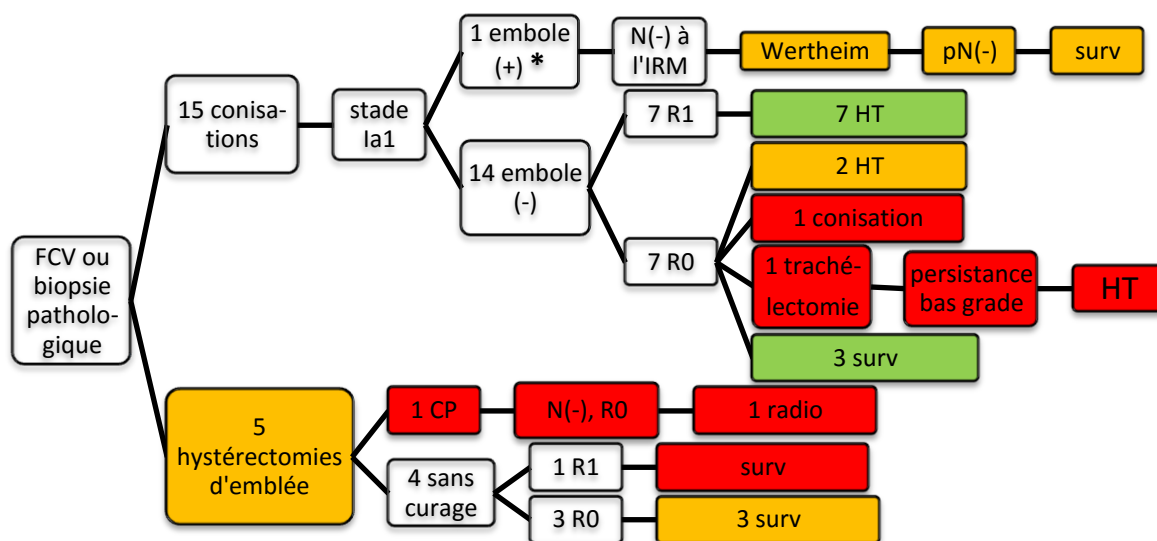 FCV ou
biopsie
patholo-
gique
15 conisa-
tions
stade
Ia1
1 embole
(+) *
N(-) à
l'IRM
Wertheim
pN(-)
surv
14 embole
(-)
7 R1
7 HT
7 R0
2 HT
1 conisation
1 traché-
lectomie
persistance
bas grade
HT
3 surv
5
hystérectomies
d'emblée
1 CP
N(-), R0
1 radio
4 sans
curage
1 R1
surv
3 R0
3 surv